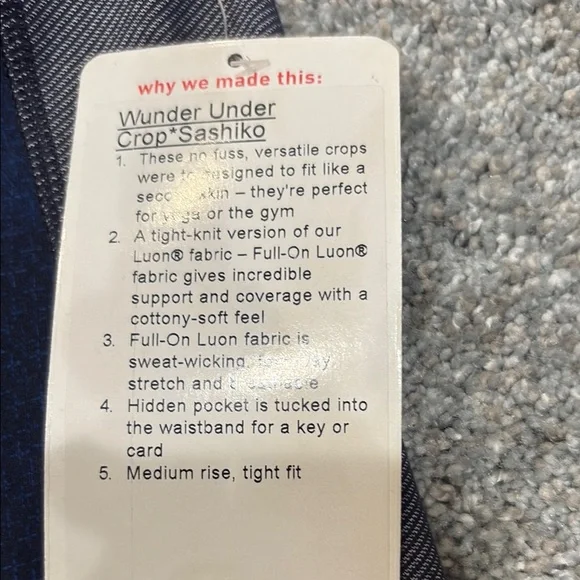 why we made this:
Wunder Under
Crop*Sashiko
1. These no fuss, versatile crops
were designed to fit like a
skin – they're perfect
for or the gym
2. A tight-knit version of our
Luon® fabric – Full-On Luon®
fabric gives incredible
support and coverage with a
cottony-soft feel
3. Full-On Luon fabric is
sweat-wicking,
stretch and
4. Hidden pocket is tucked into
the waistband for a key or
card
5. Medium rise, tight fit